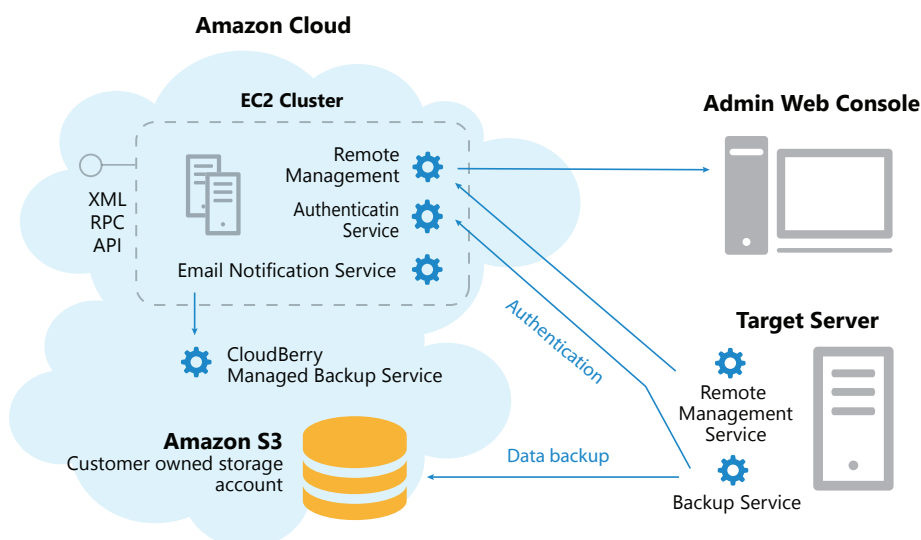 Amazon Cloud
EC2 Cluster
Admin Web Console
Remote
Management
XML
RPC
API
Authenticatin
Service
Email Notification Service
Authentication
Target Server
CloudBerry
Managed Backup Service
Remote
Management
Service
Amazon S3
Customer owned storage
account
Data backup
Backup Service